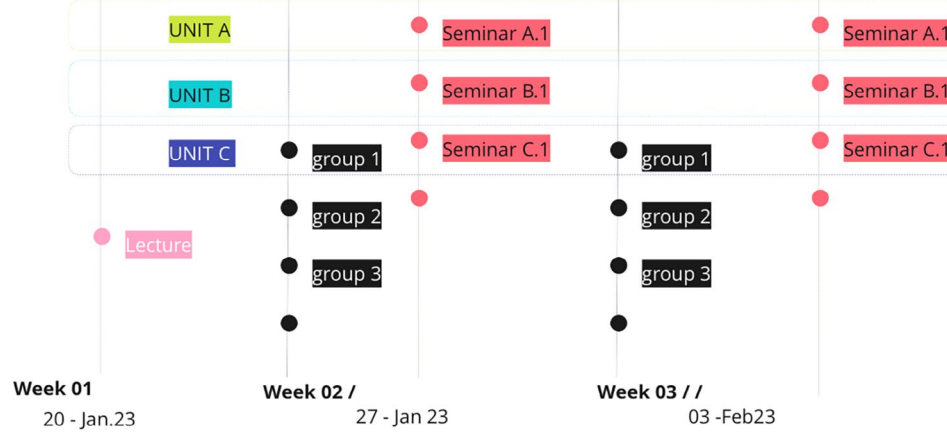 UNIT A
Seminar A.1
Seminar A.1
UNIT B
Seminar B.1
Seminar B.1
UNIT C
group 1
Seminar C.1
group 1
Seminar C.1
group 2
group 2
Lecture
group 3
group 3
Week 01
Week 02 /
Week 03 / /
20 - Jan.23
27 - Jan 23
03 -Feb23